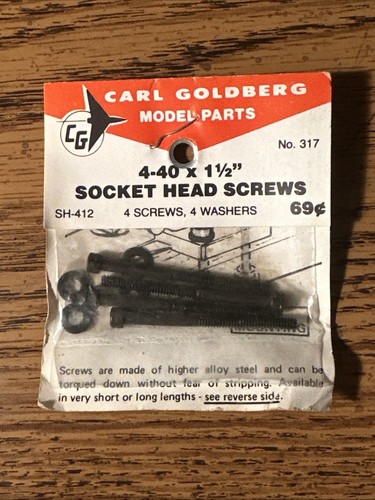 CARL GOLDBERG
CG
MODEL PARTS
No. 317
4-40 x 1½"
SOCKET HEAD SCREWS
SH-412 4 SCREWS, 4 WASHERS 69¢
MOUNTING
Screws are made of higher alloy steel and can be
torqued down without fear of stripping. Available
in very short or long lengths - see reverse side.